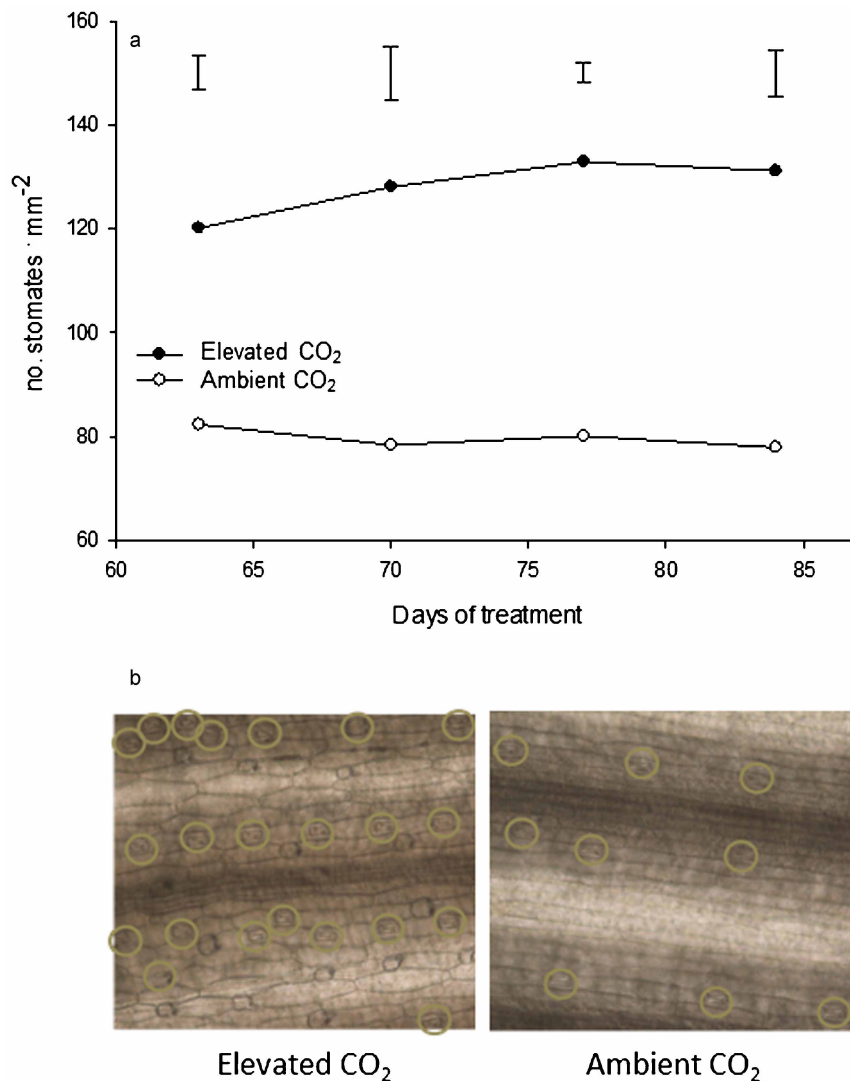 a
160
140
120
100
80
60
no. stomates · mm⁻²
Elevated CO₂
Ambient CO₂
60 65 70 75 80 85
Days of treatment
b
Elevated CO₂ Ambient CO₂